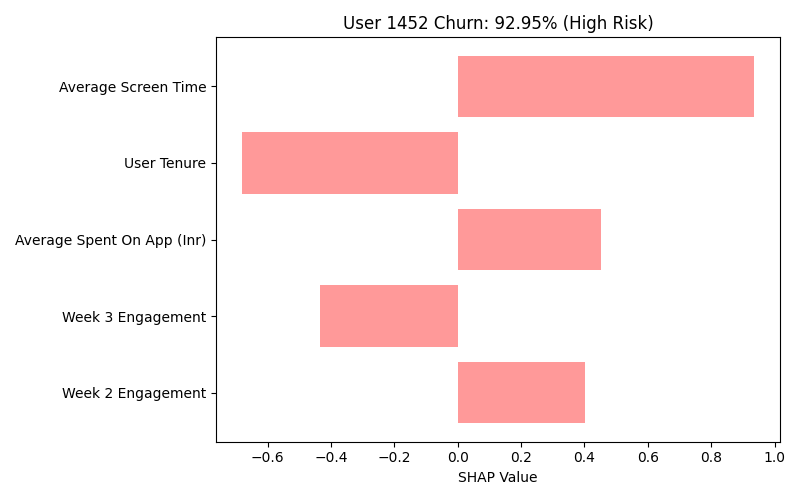 User 1452 Churn: 92.95% (High Risk)
Average Screen Time
User Tenure
Average Spent On App (Inr)
Week 3 Engagement
Week 2 Engagement
−0.6 −0.4 −0.2 0.0 0.2 0.4 0.6 0.8 1.0
SHAP Value